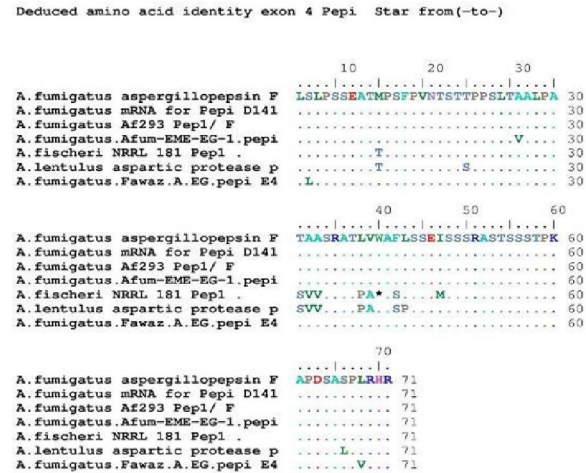 Deduced amino acid identity exon 4 Pepi Star from(-to-)
10 20 30
....|....|....|....|....|....|
A.fumigatus aspergillopepsin F LSLPSSEATMPSFPVNTSTTPPSLTAALPA 30
A.fumigatus mRNA for Pepi D141 .............................. 30
A.fumigatus Af293 Pep1/ F .............................. 30
A.fumigatus.Afum-EME-EG-1.pepi .........................V.... 30
A.fischeri NRRL 181 Pep1 . .........T.................... 30
A.lentulus aspartic protease p .........T.........S.......... 30
A.fumigatus.Fawaz.A.EG.pepi E4 .L............................ 30
40 50 60
....|....|....|....|....|....|
A.fumigatus aspergillopepsin F TAASRATLVWAFLSSEISSSRASTSSSTPK 60
A.fumigatus mRNA for Pepi D141 .............................. 60
A.fumigatus Af293 Pep1/ F .............................. 60
A.fumigatus.Afum-EME-EG-1.pepi .............................. 60
A.fischeri NRRL 181 Pep1 . SVV....PA*.S....M............. 60
A.lentulus aspartic protease p SVV....PA..SP................. 60
A.fumigatus.Fawaz.A.EG.pepi E4 .............................. 60
70
....|....|.
A.fumigatus aspergillopepsin F APDSASPLRHR 71
A.fumigatus mRNA for Pepi D141 ........... 71
A.fumigatus Af293 Pep1/ F ........... 71
A.fumigatus.Afum-EME-EG-1.pepi ........... 71
A.fischeri NRRL 181 Pep1 . ........... 71
A.lentulus aspartic protease p .....L..... 71
A.fumigatus.Fawaz.A.EG.pepi E4 .......L... 71